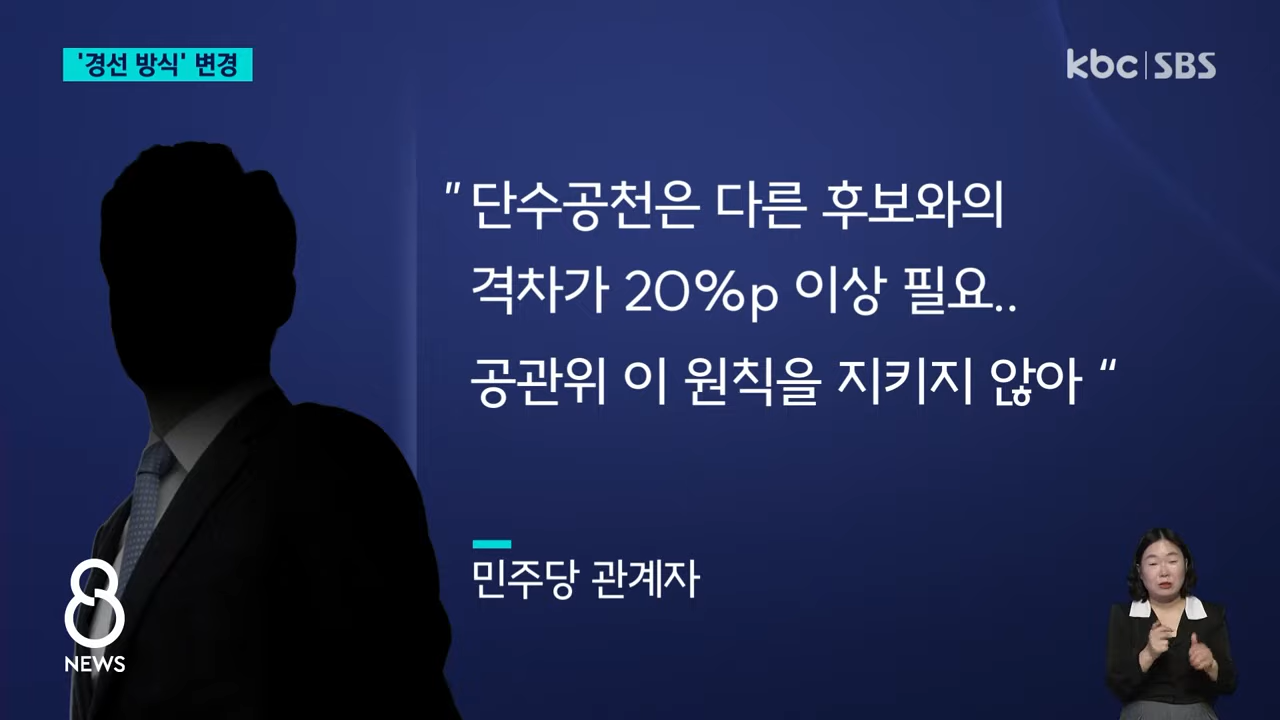 '경선 방식' 변경
kbc SBS
" 단수공천은 다른 후보와의
격차가 20%p 이상 필요..
공관위 이 원칙을 지키지 않아 “
민주당 관계자
8
NEWS